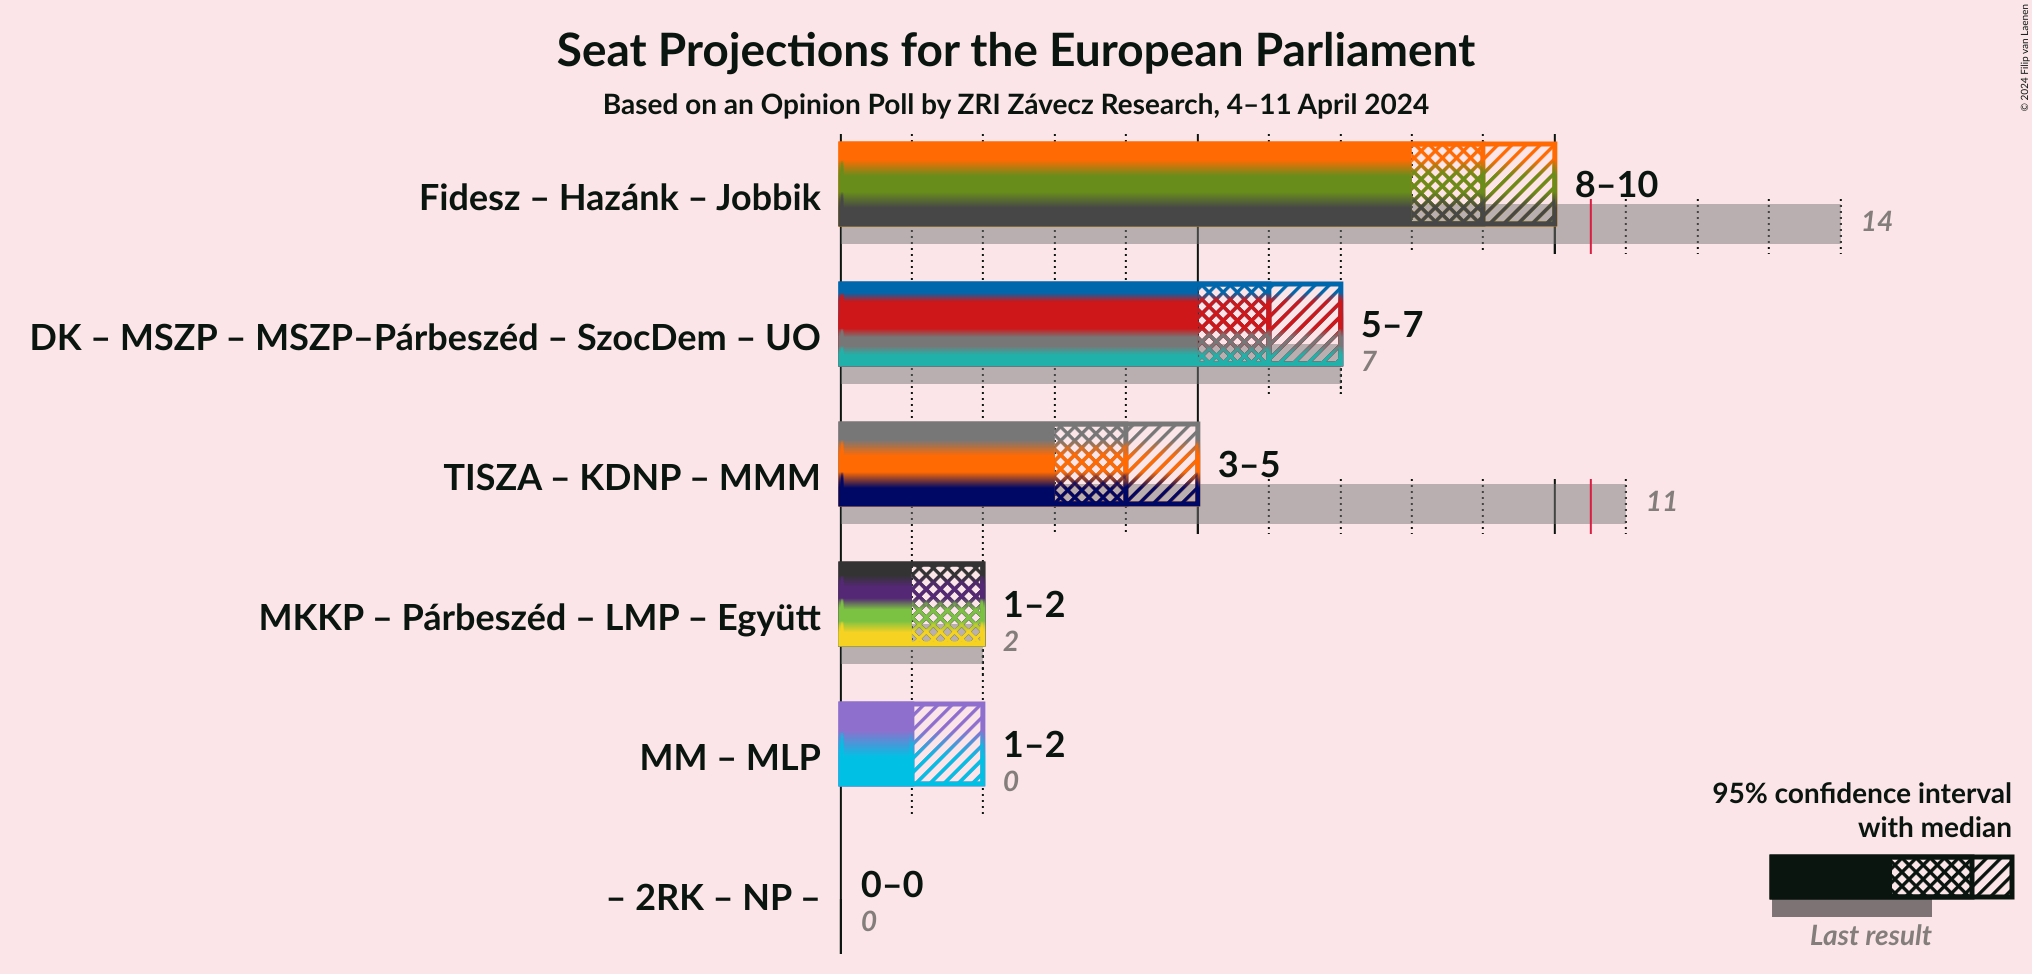 Seat Projections for the European Parliament
Based on an Opinion Poll by ZRI Závecz Research, 4–11 April 2024
© 2024 Filip van Laenen
Fidesz – Hazánk – Jobbik
8–10
14
DK – MSZP – MSZP–Párbeszéd – SzocDem – UO
5–7
7
TISZA – KDNP – MMM
3–5
11
MKKP – Párbeszéd – LMP – Együtt
1–2
2
MM – MLP
1–2
0
– 2RK – NP –
0–0
0
95% confidence interval
with median
Last result